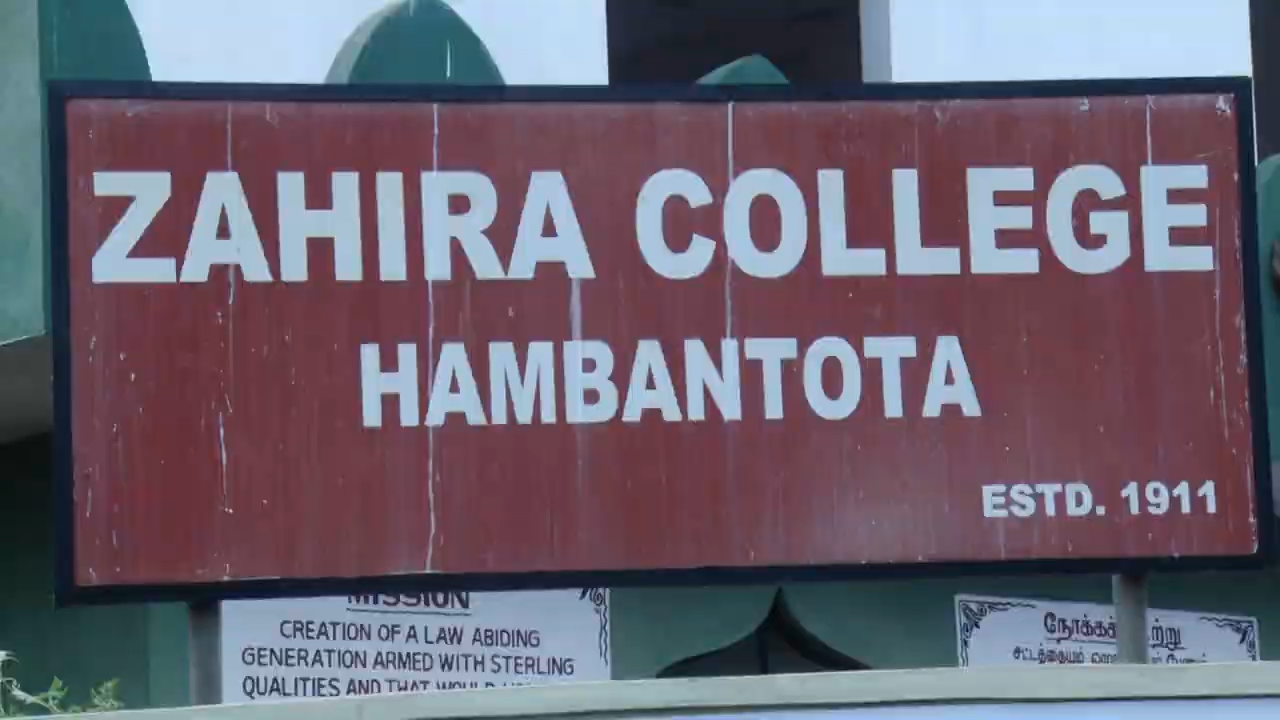 ZAHIRA COLLEGE
HAMBANTOTA
ESTD. 1911
MISSION
CREATION OF A LAW ABIDING
GENERATION ARMED WITH STERLING
QUALITIES AND THAT WOULD
சட்டத்தையும்